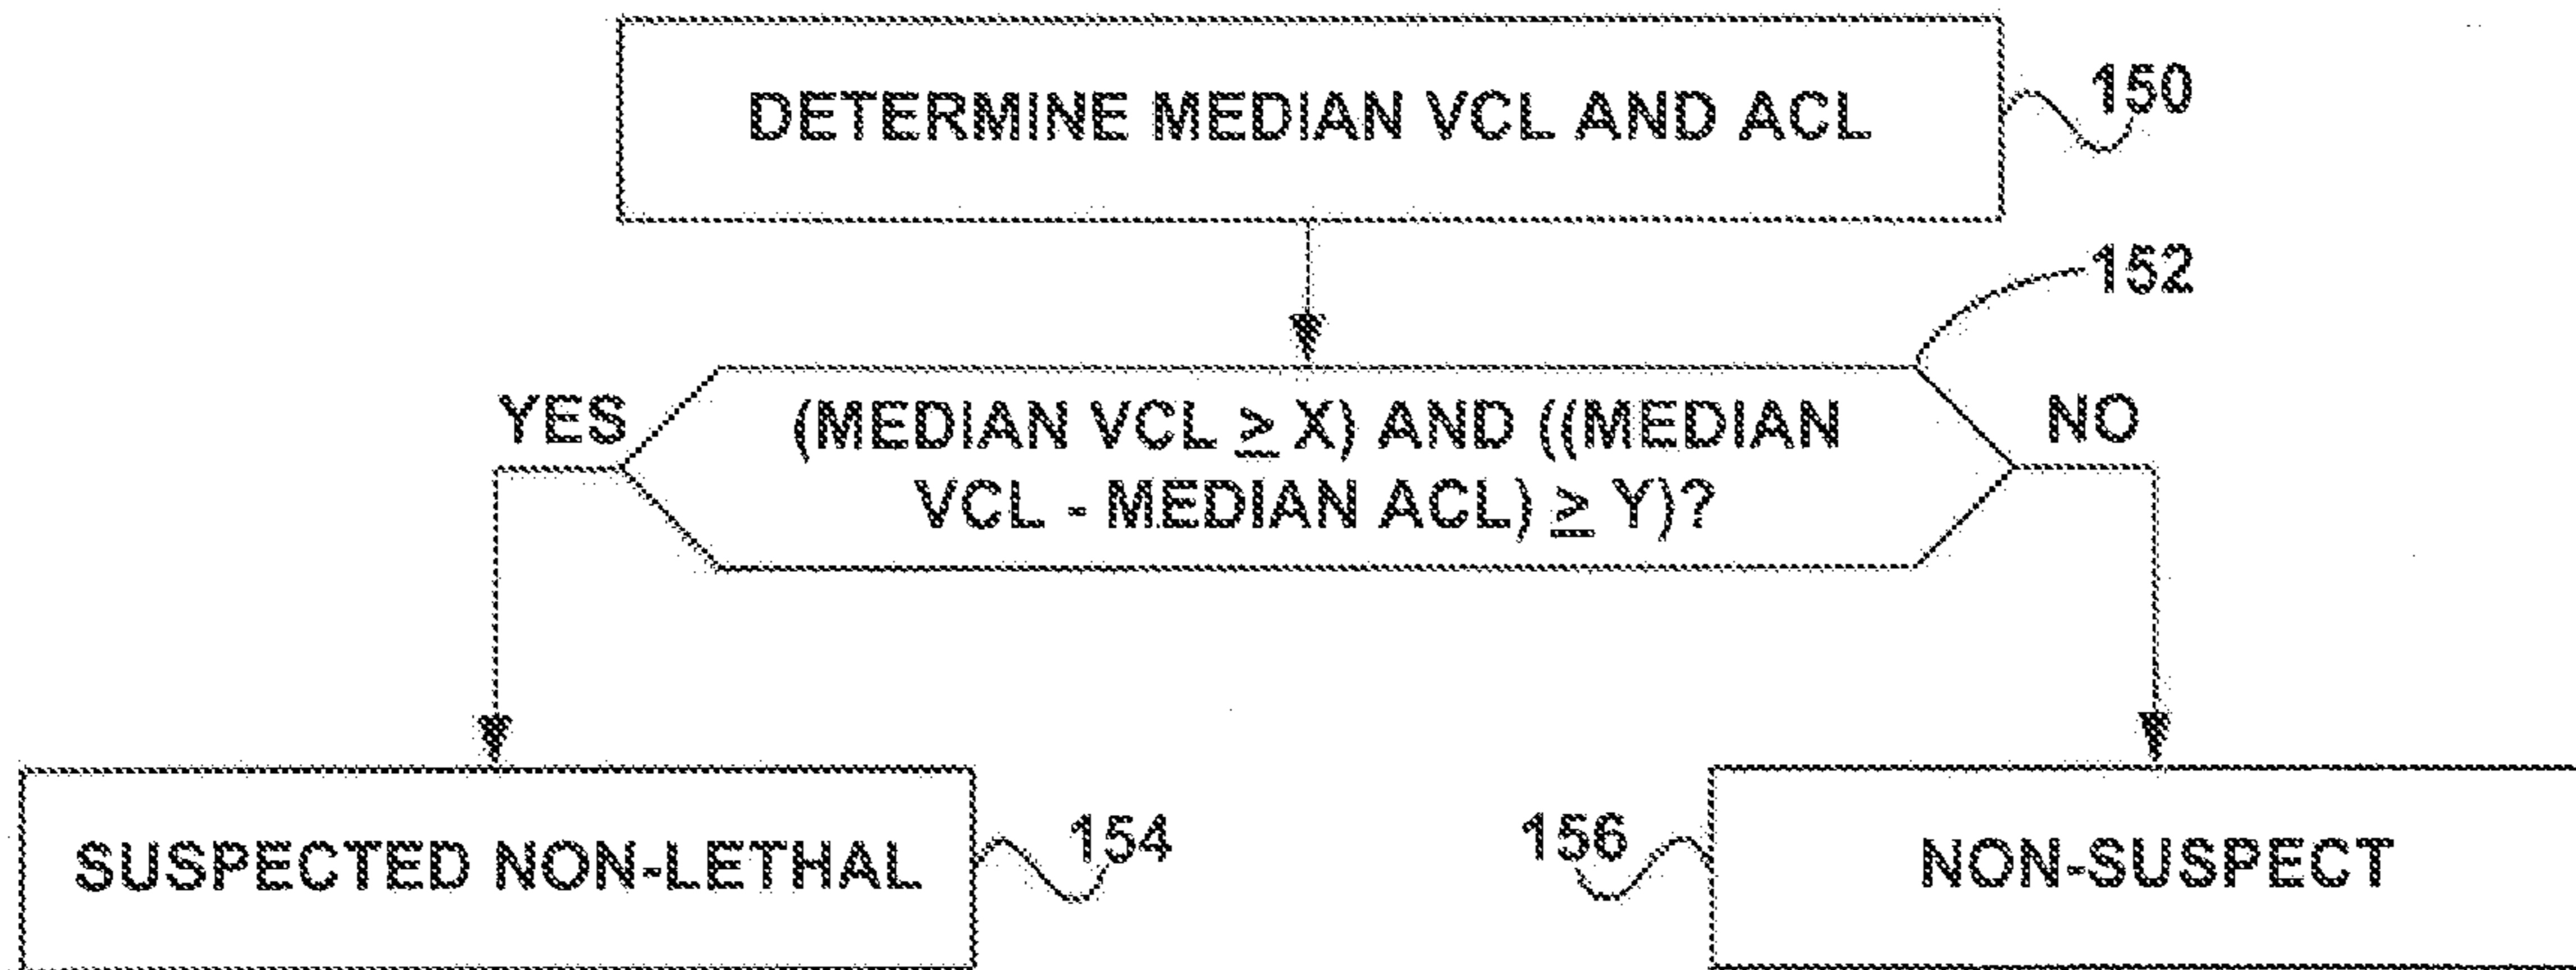 DETERMINE MEDIAN VCL AND ACL
150
152
YES
(MEDIAN VCL ≥ X) AND ((MEDIAN
VCL - MEDIAN ACL) ≥ Y)?
NO
SUSPECTED NON-LETHAL
154
156
NON-SUSPECT